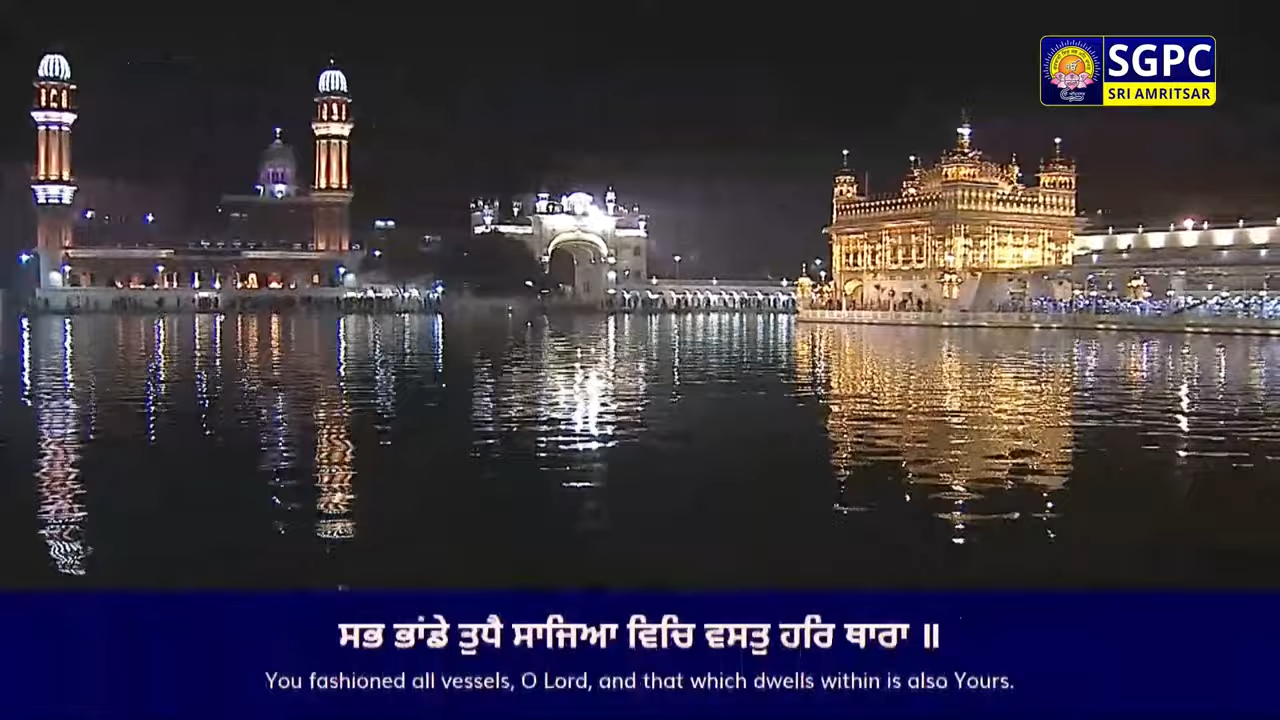 SGPC
SRI AMRITSAR
ਸਭ ਭਾਂਡੇ ਤੁਧੈ ਸਾਜਿਆ ਵਿਚਿ ਵਸਤੁ ਹਰਿ ਥਾਰਾ ॥
You fashioned all vessels, O Lord, and that which dwells within is also Yours.